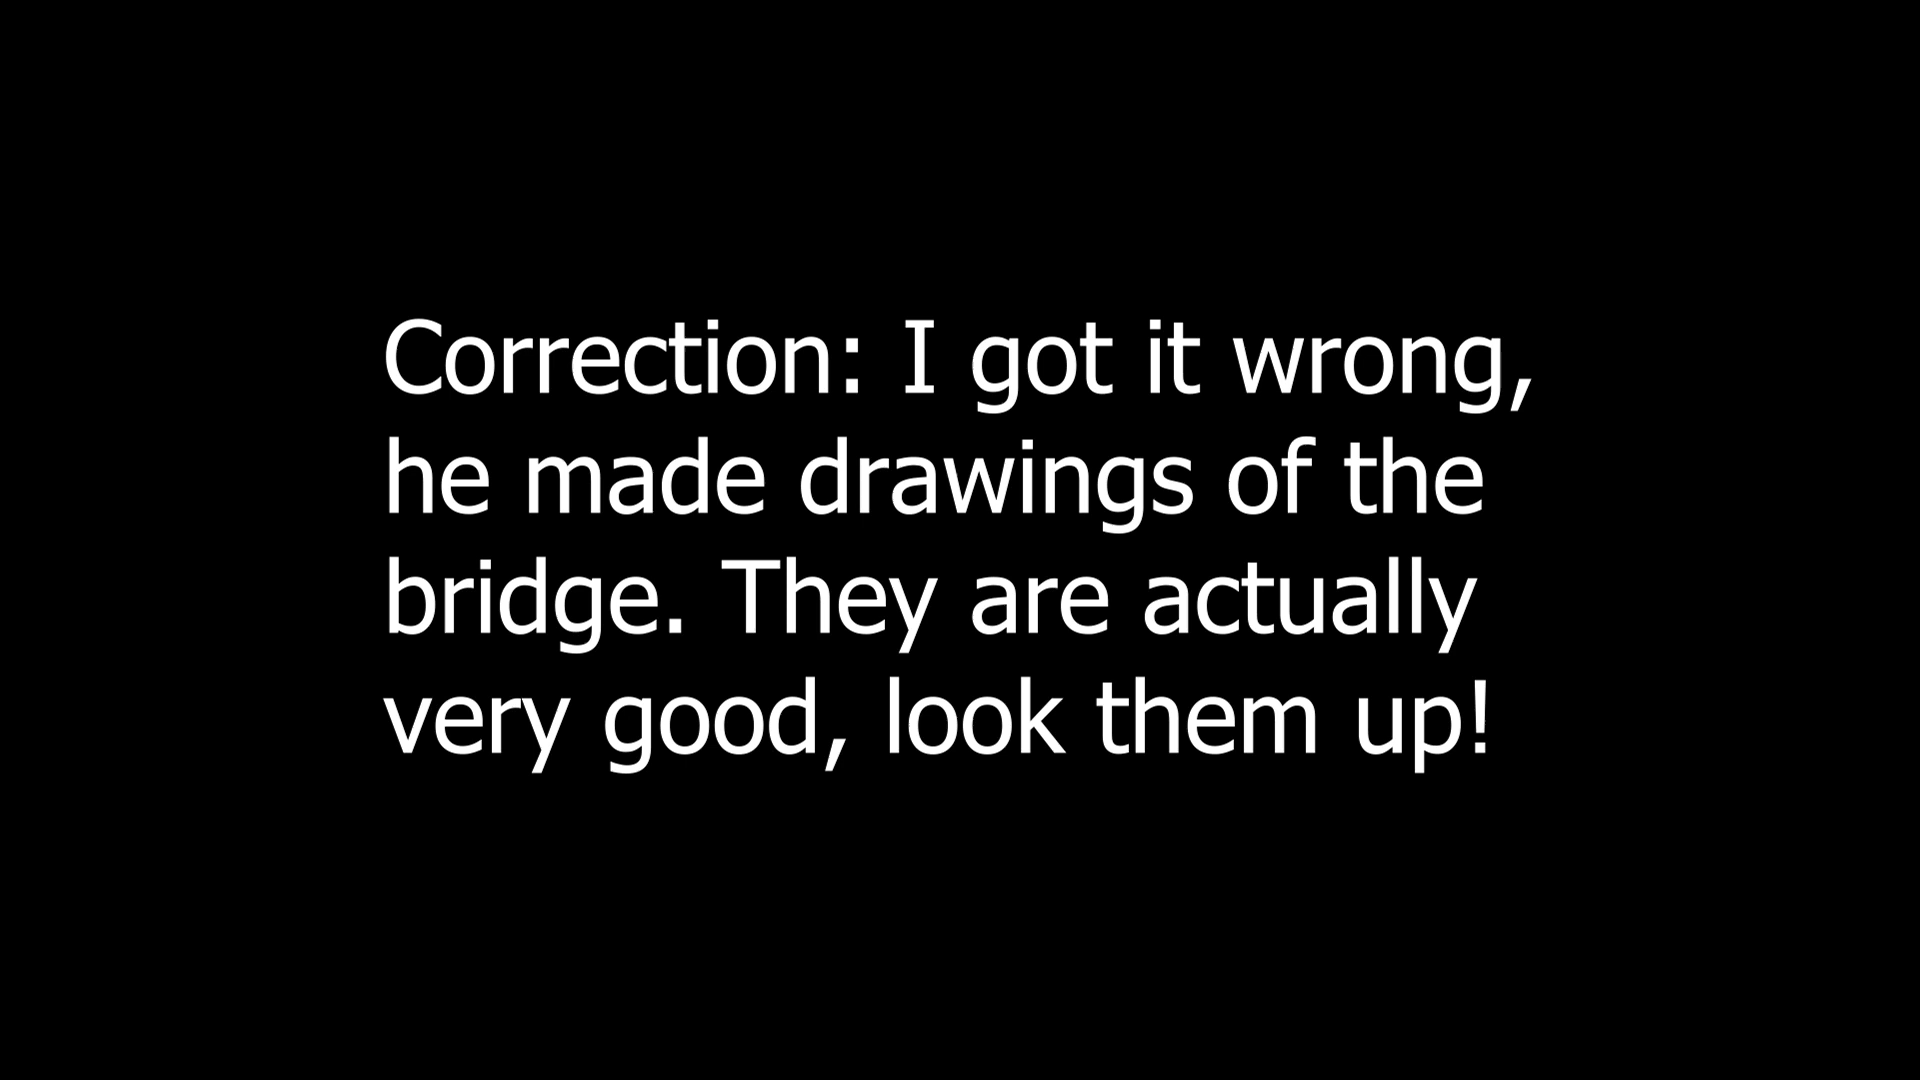 Correction: I got it wrong,
he made drawings of the
bridge. They are actually
very good, look them up!